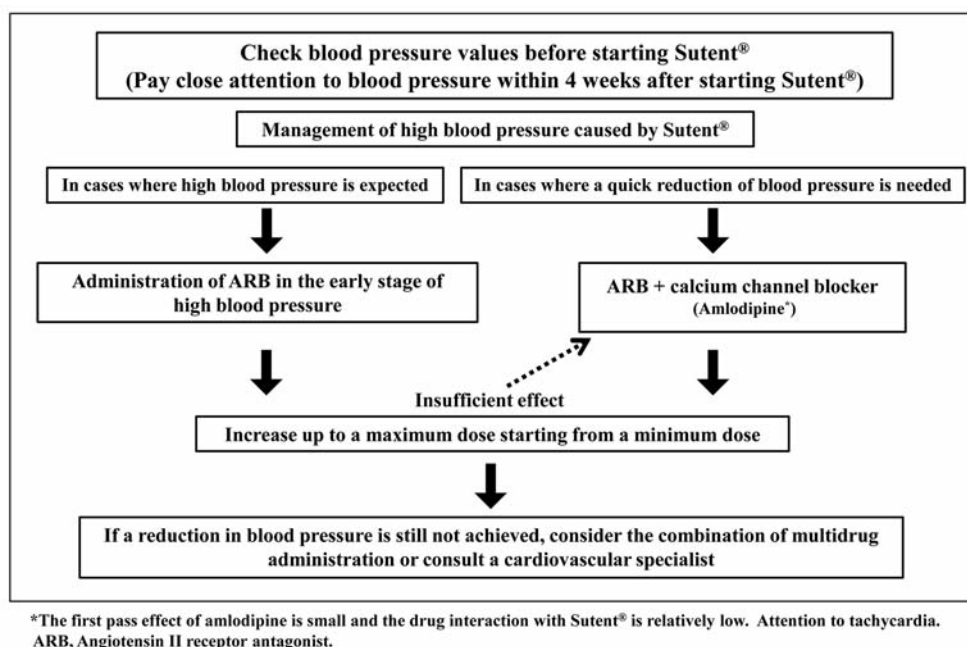 Check blood pressure values before starting Sutent®
(Pay close attention to blood pressure within 4 weeks after starting Sutent®)
Management of high blood pressure caused by Sutent®
In cases where high blood pressure is expected
In cases where a quick reduction of blood pressure is needed
Administration of ARB in the early stage of
high blood pressure
ARB + calcium channel blocker
(Amlodipine*)
Insufficient effect
Increase up to a maximum dose starting from a minimum dose
If a reduction in blood pressure is still not achieved, consider the combination of multidrug
administration or consult a cardiovascular specialist
*The first pass effect of amlodipine is small and the drug interaction with Sutent® is relatively low. Attention to tachycardia.
ARB, Angiotensin II receptor antagonist.